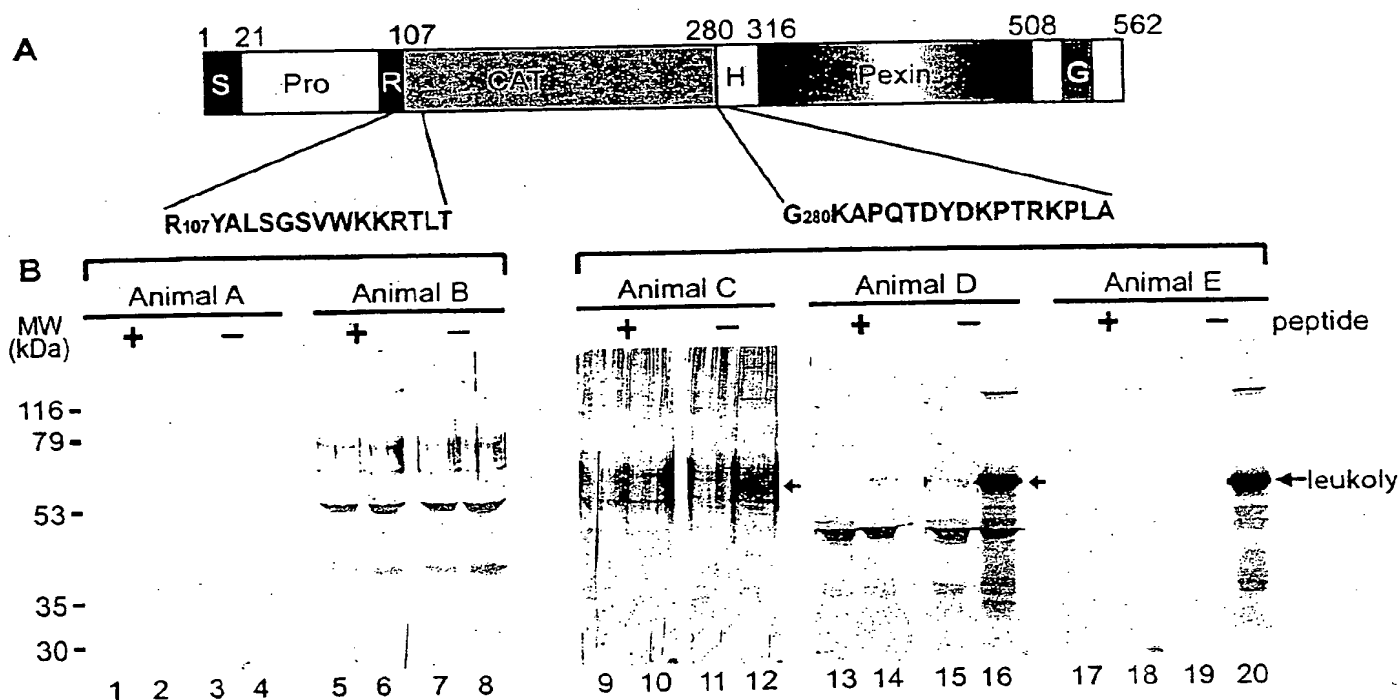 A
1 21 107 280 316 508 562
S Pro R CAT H Pexin G
R107YALSGSVWKKRTLT G280KAPQTDYDKPTRKPLA
B
Animal A Animal B Animal C Animal D Animal E
MW
(kDa)
+ − + − + − + − + − peptide
116 -
79 -
53 -
35 -
30 -
leukoly
1 2 3 4 5 6 7 8 9 10 11 12 13 14 15 16 17 18 19 20